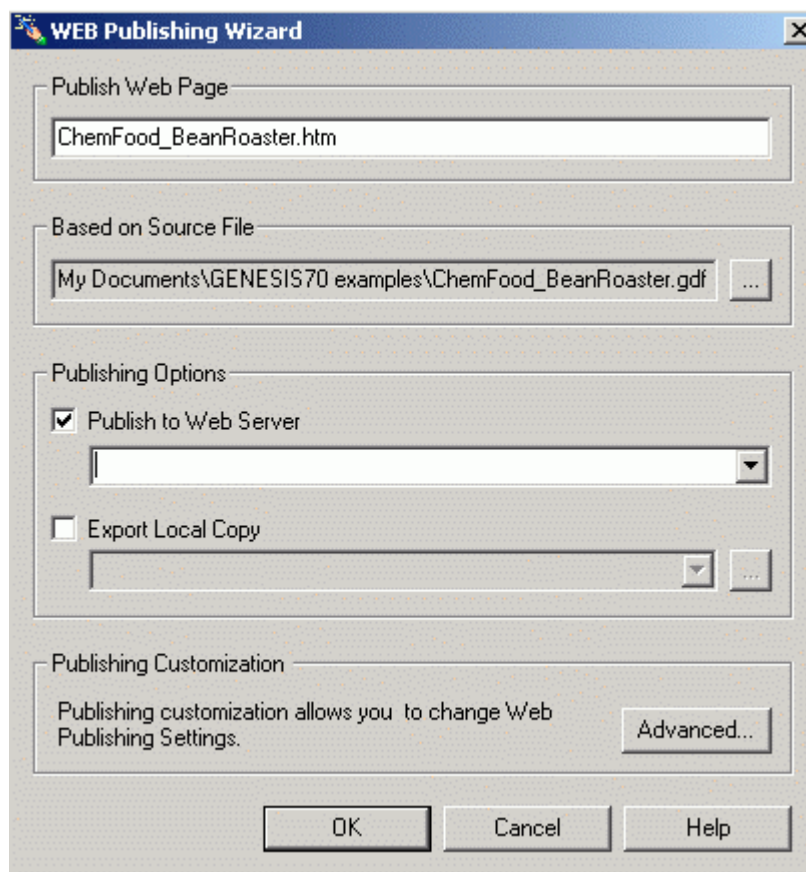 WEB Publishing Wizard
Publish Web Page
ChemFood_BeanRoaster.htm
Based on Source File
My Documents\GENESIS70 examples\ChemFood_BeanRoaster.gdf
...
Publishing Options
Publish to Web Server
Export Local Copy
...
Publishing Customization
Publishing customization allows you to change Web
Publishing Settings.
Advanced...
OK Cancel Help